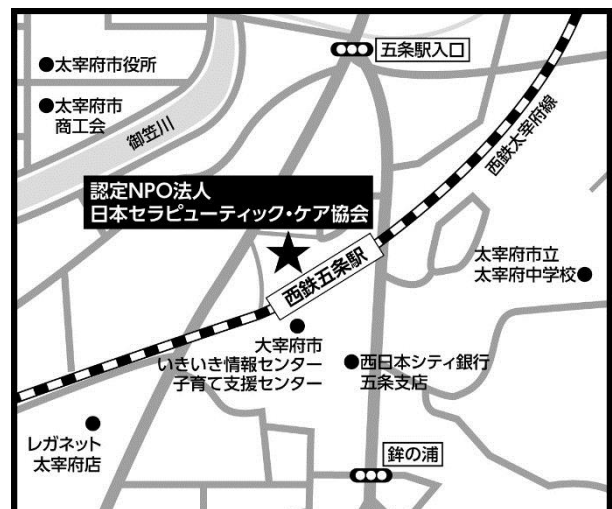 五条駅入口
太宰府市役所
太宰府市
商工会
御笠川
西鉄太宰府線
認定NPO法人
日本セラピューティック・ケア協会
西鉄五条駅
太宰府市立
太宰府中学校
大宰府市
いきいき情報センター
子育て支援センター
西日本シティ銀行
五条支店
レガネット
太宰府店
鉾の浦